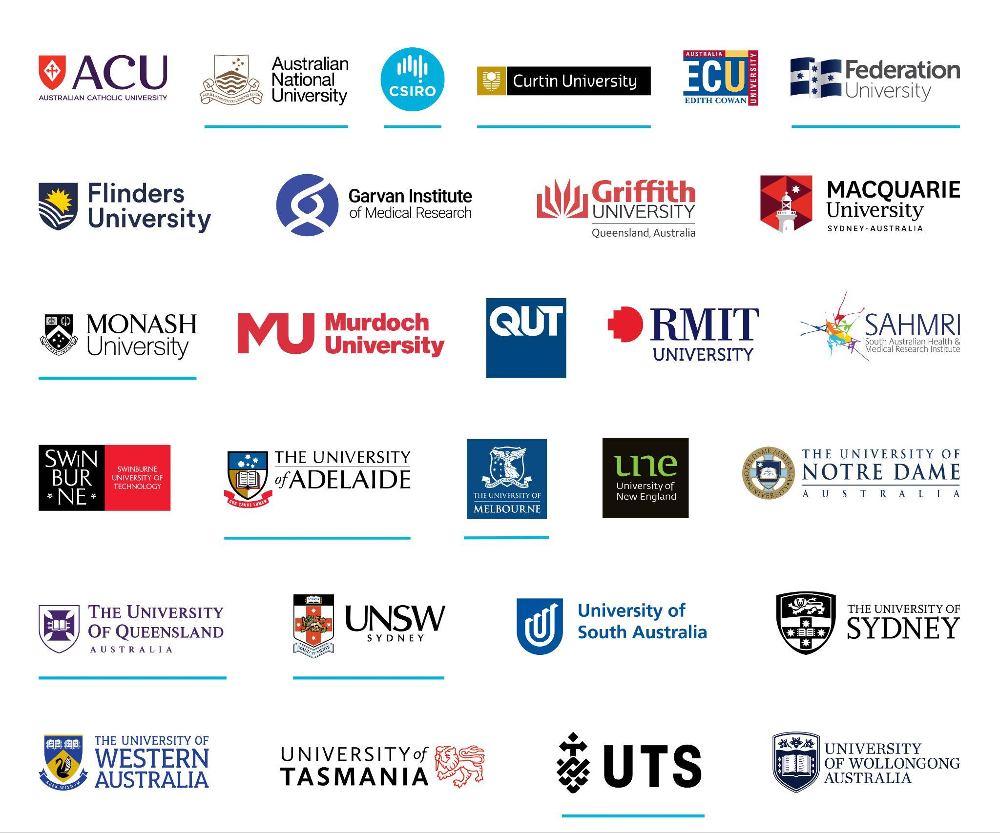 ACU
AUSTRALIAN CATHOLIC UNIVERSITY
Australian
National
University
NATURAM PRIMUM COGNOSCERE RERUM
CSIRO
Curtin University
AUSTRALIA
ECU
EDITH COWAN
UNIVERSITY
Federation
University
Flinders
University
Garvan Institute
of Medical Research
Griffith
UNIVERSITY
Queensland, Australia
MACQUARIE
University
SYDNEY · AUSTRALIA
MONASH
University
ANCORA IMPARO
MU
Murdoch
University
QUT
RMIT
UNIVERSITY
SAHMRI
South Australian Health &
Medical Research Institute
SWiN
BUR
NE
SWINBURNE
UNIVERSITY OF
TECHNOLOGY
THE UNIVERSITY
of ADELAIDE
SUB CRUCE LUMEN
POSTERA CRESCAM LAUDE
THE UNIVERSITY OF
MELBOURNE
une
University of
New England
NOTRE DAME AUSTRALIA • UNIVERSITY •
THE UNIVERSITY OF
NOTRE DAME
AUSTRALIA
THE UNIVERSITY
OF QUEENSLAND
AUSTRALIA
SCIENTIA
MANU ET MENTE
UNSW
SYDNEY
University of
South Australia
THE UNIVERSITY OF
SYDNEY
SEEK WISDOM
THE UNIVERSITY OF
WESTERN
AUSTRALIA
UNIVERSITY of
TASMANIA
UTS
UNIVERSITY
OF WOLLONGONG
AUSTRALIA